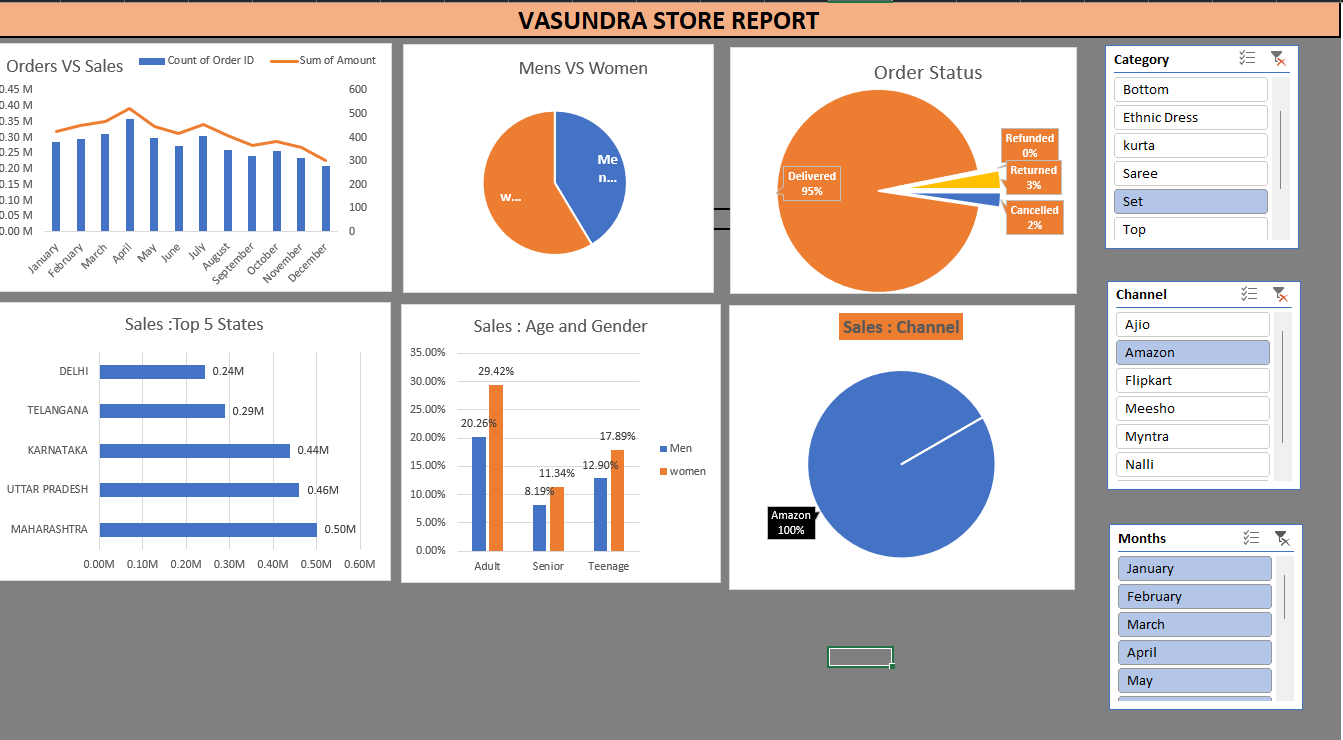 VASUNDRA STORE REPORT
Orders VS Sales
Count of Order ID
Sum of Amount
0.45 M
0.40 M
0.35 M
0.30 M
0.25 M
0.20 M
0.15 M
0.10 M
0.05 M
0.00 M
600
500
400
300
200
100
0
January
February
March
April
May
June
July
August
September
October
November
December
Mens VS Women
Me
n...
w...
Order Status
Delivered
95%
Refunded
0%
Returned
3%
Cancelled
2%
Category
Bottom
Ethnic Dress
kurta
Saree
Set
Top
Sales :Top 5 States
DELHI
0.24M
TELANGANA
0.29M
KARNATAKA
0.44M
UTTAR PRADESH
0.46M
MAHARASHTRA
0.50M
0.00M 0.10M 0.20M 0.30M 0.40M 0.50M 0.60M
Sales : Age and Gender
35.00%
30.00%
25.00%
20.00%
15.00%
10.00%
5.00%
0.00%
20.26%
29.42%
8.19%
11.34%
12.90%
17.89%
Adult Senior Teenage
Men
women
Sales : Channel
Amazon
100%
Channel
Ajio
Amazon
Flipkart
Meesho
Myntra
Nalli
Months
January
February
March
April
May